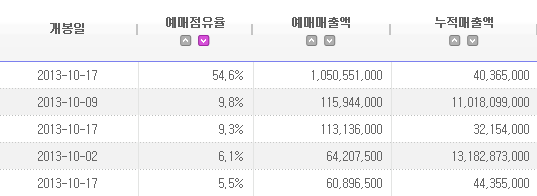 개봉일 예매점유율 예매매출액 누적매출액
2013-10-17 54,6% 1,050,551,000 40,365,000
2013-10-09 9,8% 115,944,000 11,018,099,000
2013-10-17 9,3% 113,136,000 32,154,000
2013-10-02 6,1% 64,207,500 13,182,873,000
2013-10-17 5,5% 60,896,500 44,355,000